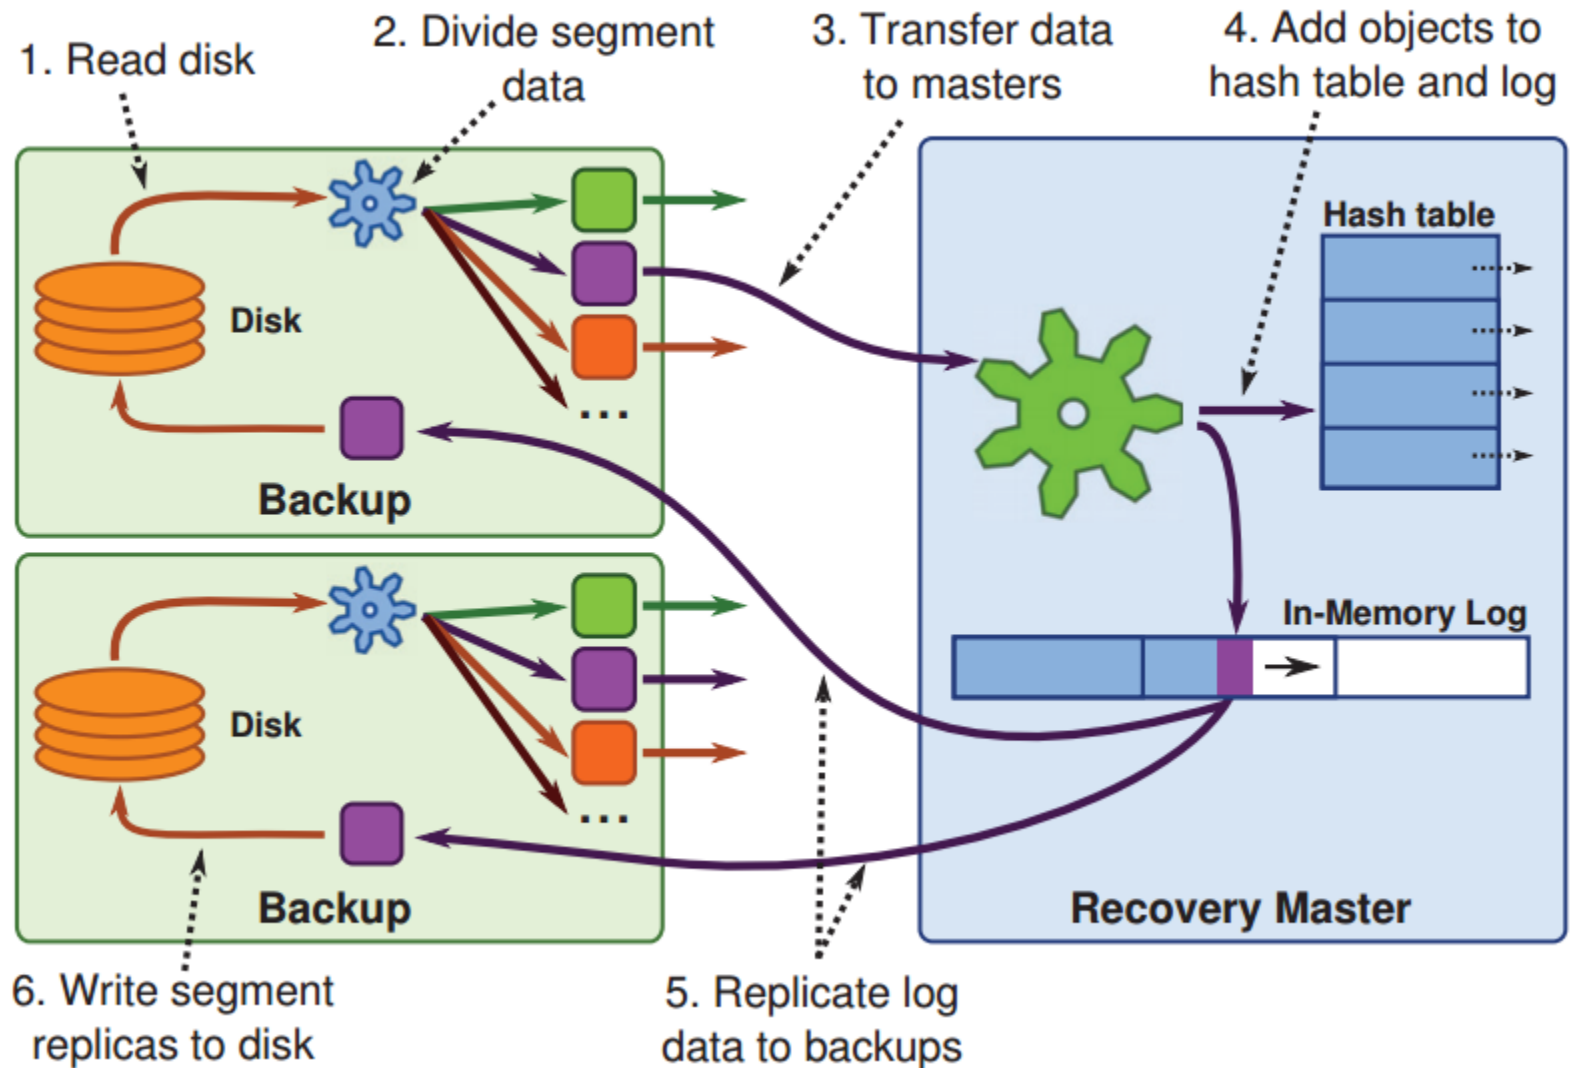 1. Read disk
2. Divide segment
data
3. Transfer data
to masters
4. Add objects to
hash table and log
Disk
...
Backup
Hash table
In-Memory Log
Recovery Master
Disk
...
Backup
6. Write segment
replicas to disk
5. Replicate log
data to backups